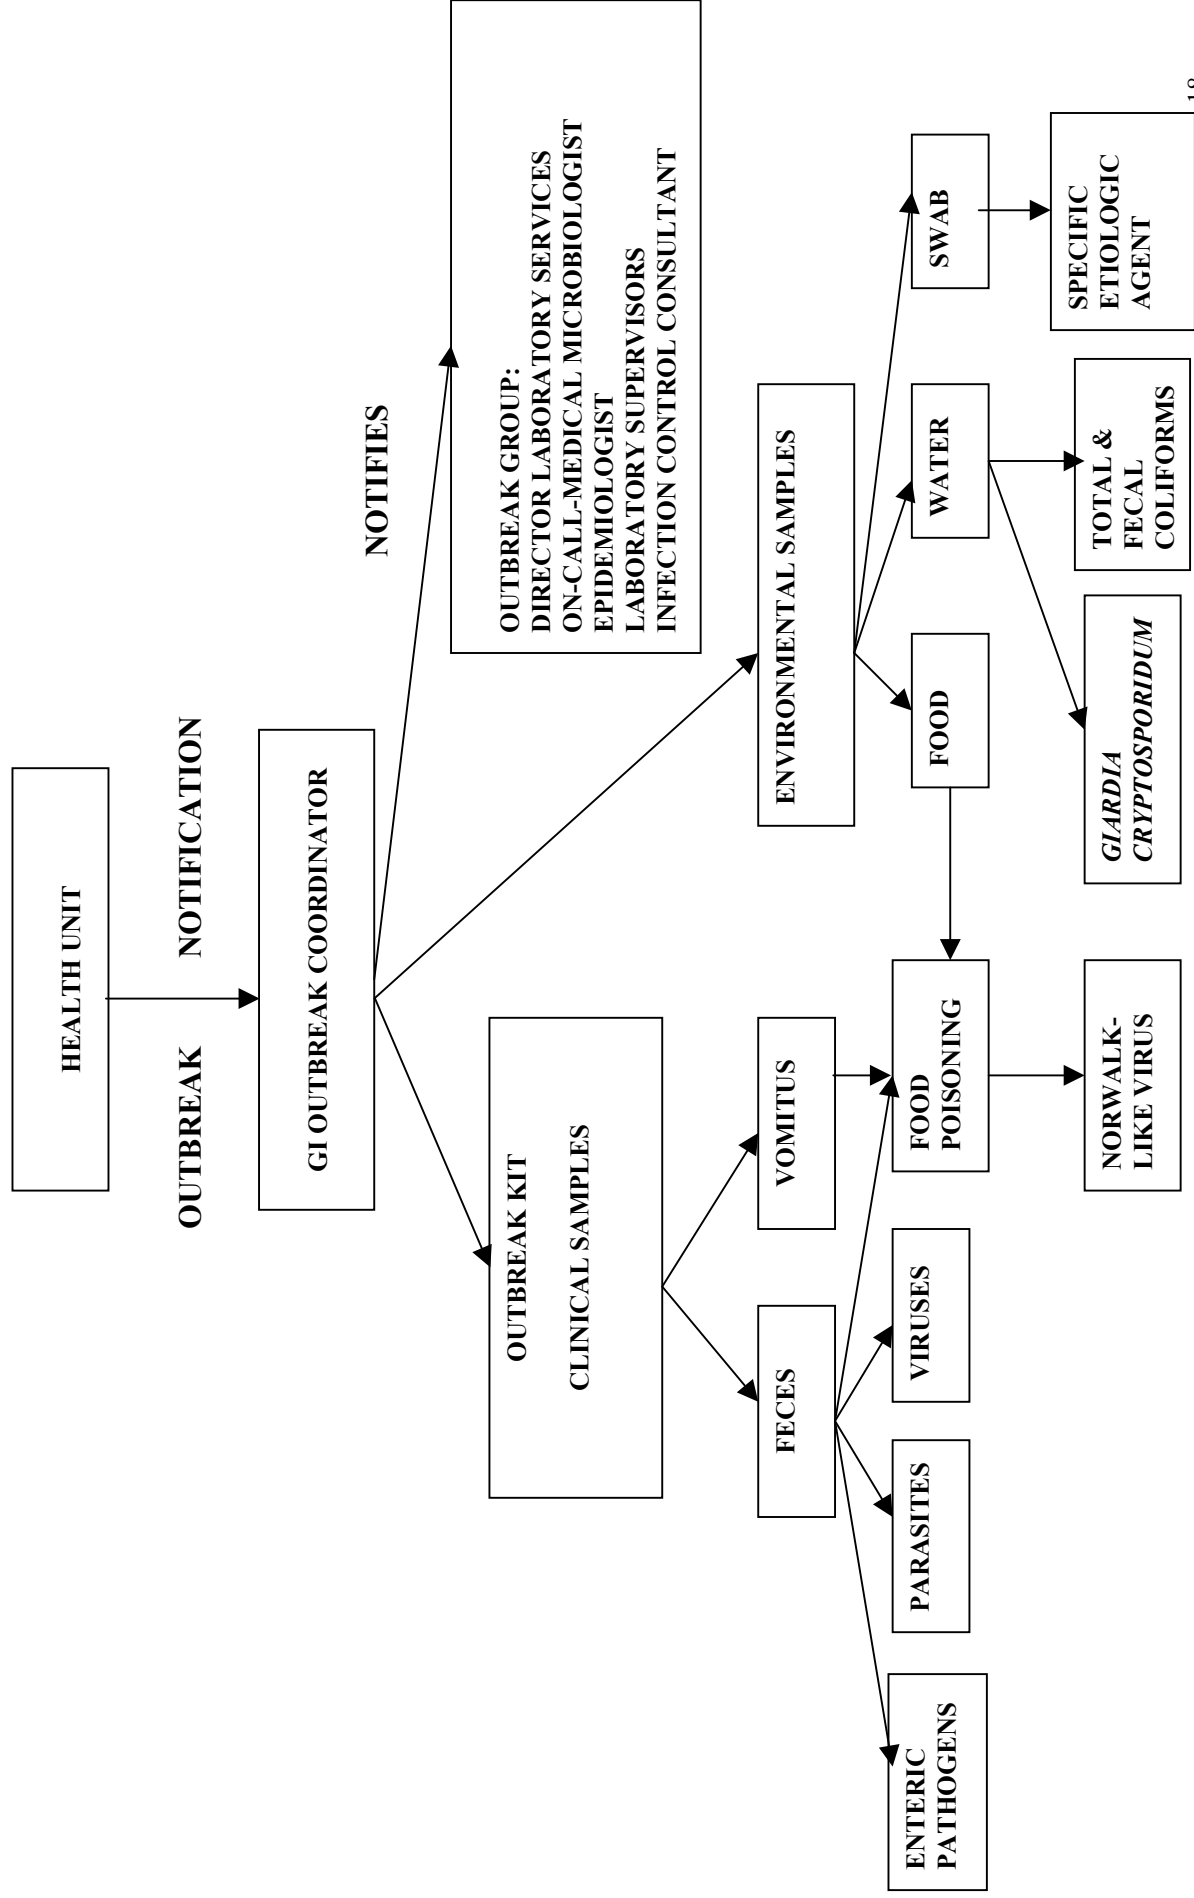 HEALTH UNIT
OUTBREAK NOTIFICATION
GI OUTBREAK COORDINATOR
NOTIFIES
OUTBREAK GROUP:
DIRECTOR LABORATORY SERVICES
ON-CALL-MEDICAL MICROBIOLOGIST
EPIDEMIOLOGIST
LABORATORY SUPERVISORS
INFECTION CONTROL CONSULTANT
OUTBREAK KIT
CLINICAL SAMPLES
ENVIRONMENTAL SAMPLES
FECES
VOMITUS
FOOD
WATER
SWAB
ENTERIC
PATHOGENS
PARASITES
VIRUSES
FOOD
POISONING
NORWALK-
LIKE VIRUS
GIARDIA
CRYPTOSPORIDUM
TOTAL &
FECAL
COLIFORMS
SPECIFIC
ETIOLOGIC
AGENT
18